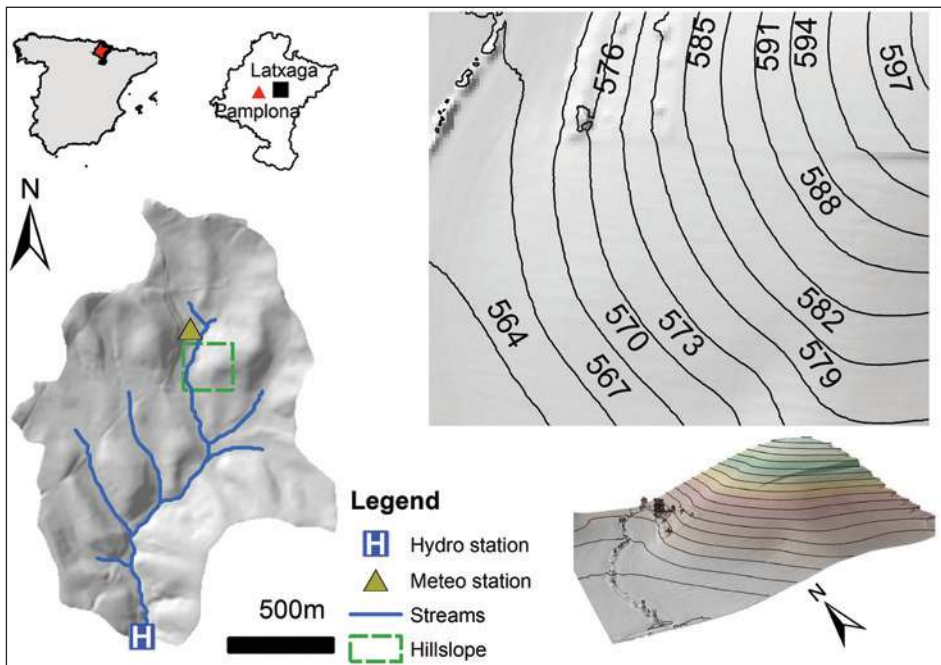 Latxaga
Pamplona
N
585
591
594
597
576
588
564
570
573
582
567
579
Legend
H Hydro station
Meteo station
500m
Streams
Hillslope
H
N